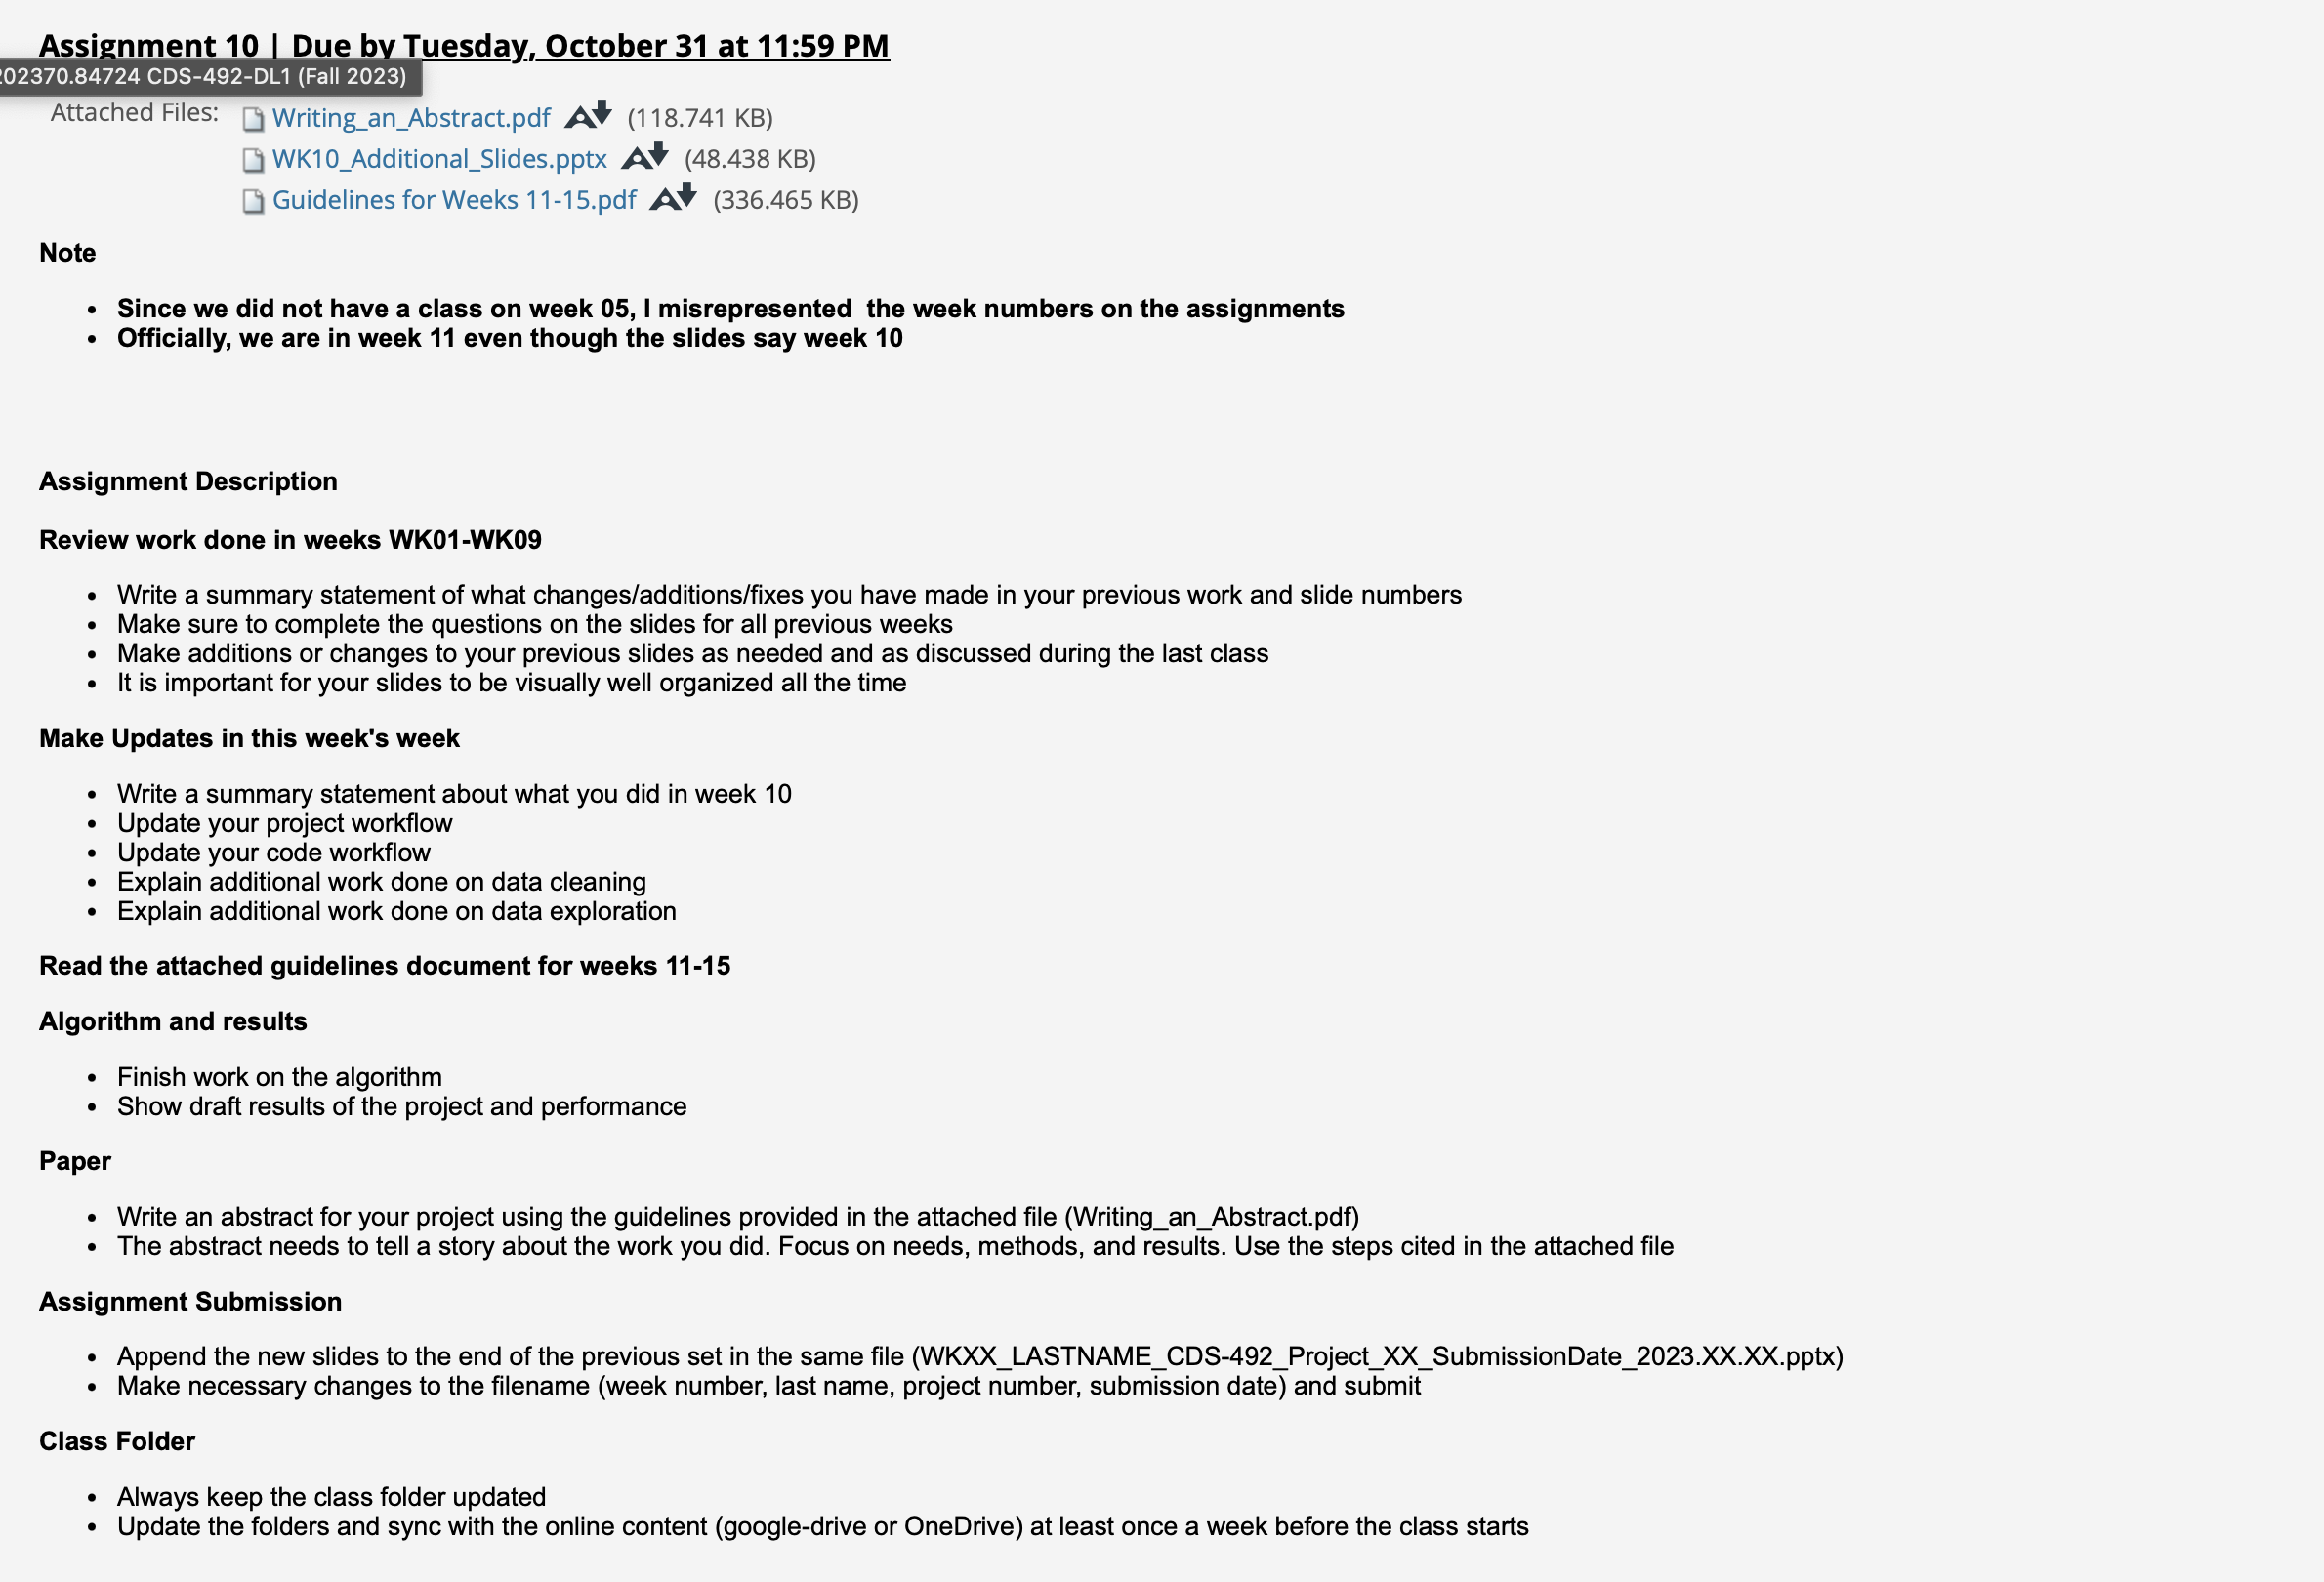 Assignment 10 | Due by Tuesday, October 31 at 11:59 PM
202370.84724 CDS-492-DL1 (Fall 2023)
Attached Files: Writing_an_Abstract.pdf (118.741 KB)
WK10_Additional_Slides.pptx (48.438 KB)
Guidelines for Weeks 11-15.pdf (336.465 KB)
Note
• Since we did not have a class on week 05, I misrepresented  the week numbers on the assignments
• Officially, we are in week 11 even though the slides say week 10
Assignment Description
Review work done in weeks WK01-WK09
• Write a summary statement of what changes/additions/fixes you have made in your previous work and slide numbers
• Make sure to complete the questions on the slides for all previous weeks
• Make additions or changes to your previous slides as needed and as discussed during the last class
• It is important for your slides to be visually well organized all the time
Make Updates in this week's week
• Write a summary statement about what you did in week 10
• Update your project workflow
• Update your code workflow
• Explain additional work done on data cleaning
• Explain additional work done on data exploration
Read the attached guidelines document for weeks 11-15
Algorithm and results
• Finish work on the algorithm
• Show draft results of the project and performance
Paper
• Write an abstract for your project using the guidelines provided in the attached file (Writing_an_Abstract.pdf)
• The abstract needs to tell a story about the work you did. Focus on needs, methods, and results. Use the steps cited in the attached file
Assignment Submission
• Append the new slides to the end of the previous set in the same file (WKXX_LASTNAME_CDS-492_Project_XX_SubmissionDate_2023.XX.XX.pptx)
• Make necessary changes to the filename (week number, last name, project number, submission date) and submit
Class Folder
• Always keep the class folder updated
• Update the folders and sync with the online content (google-drive or OneDrive) at least once a week before the class starts